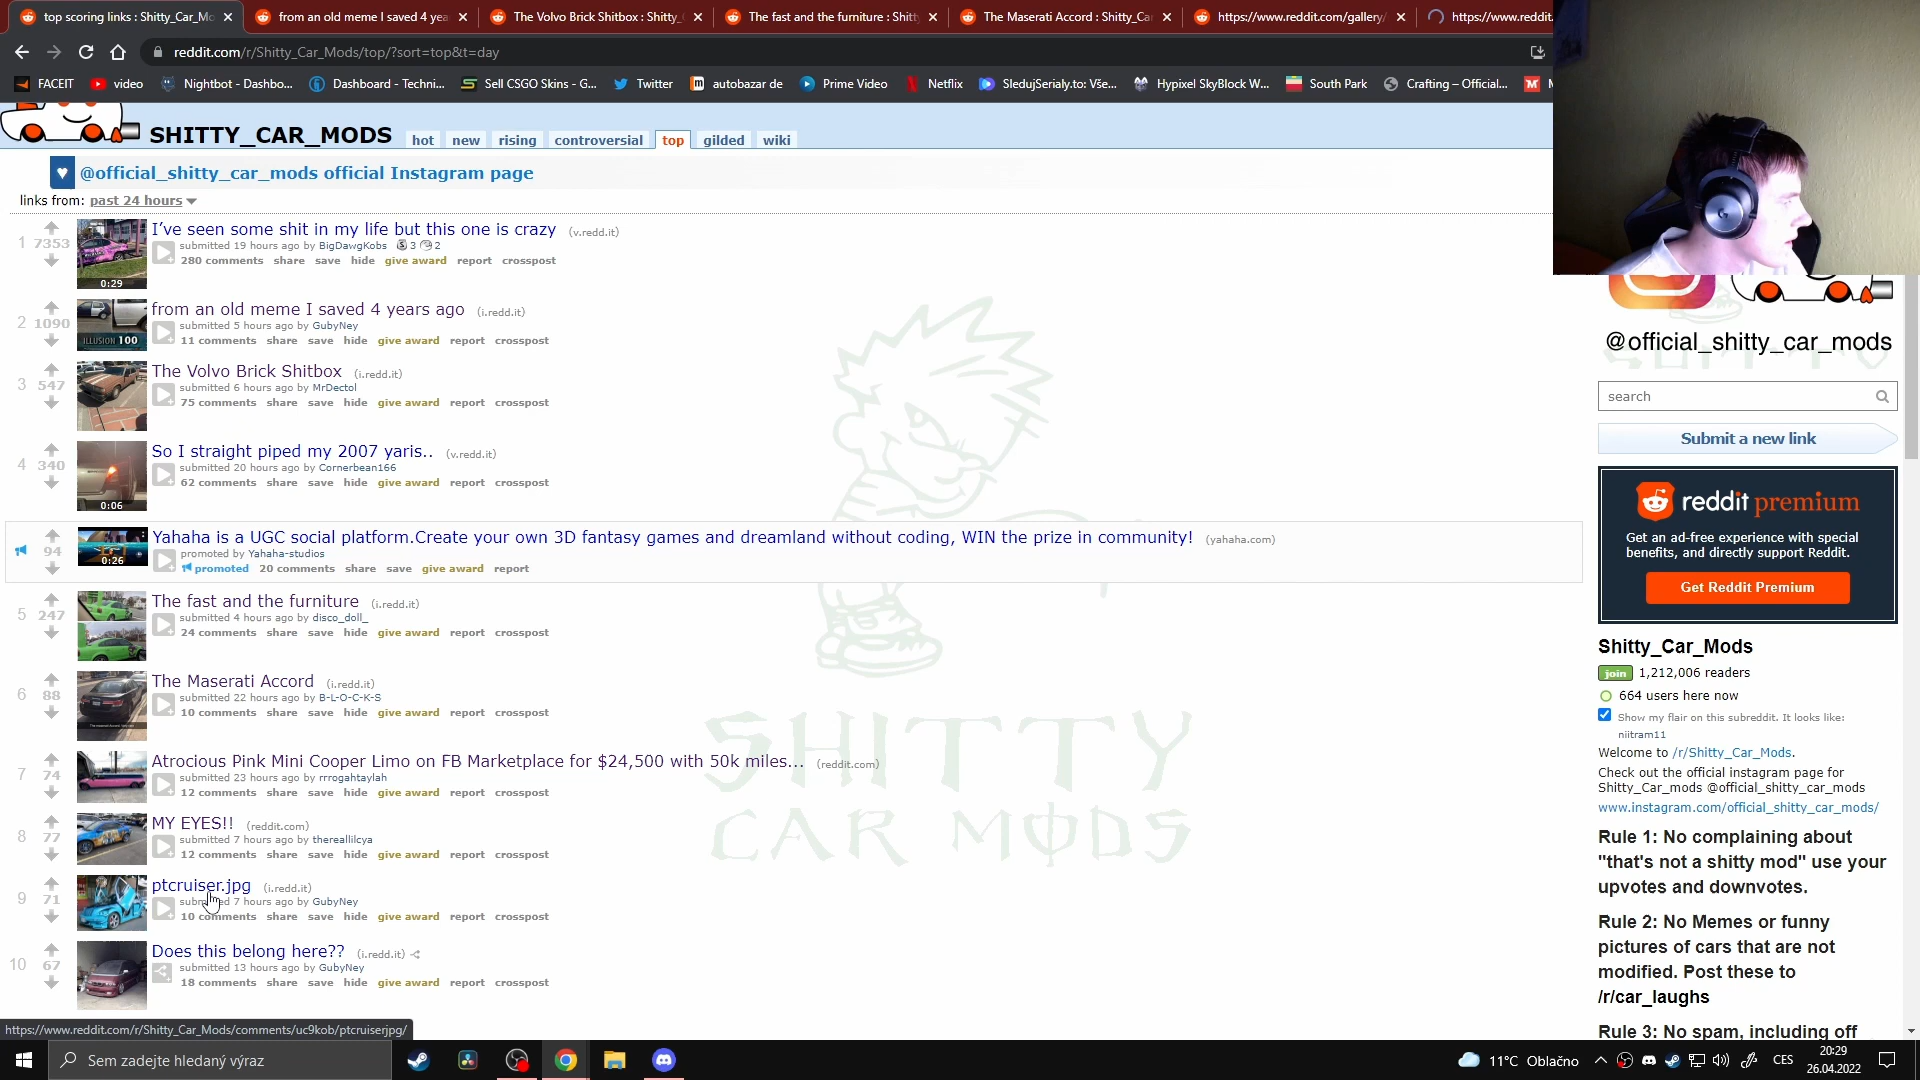 top scoring links : Shitty_Car_Mo
from an old meme I saved 4 yea
The Volvo Brick Shitbox : Shitty_
The fast and the furniture : Shitt
The Maserati Accord : Shitty_Ca
https://www.reddit.com/gallery/
https://www.reddit.
reddit.com/r/Shitty_Car_Mods/top/?sort=top&t=day
FACEIT
video
Nightbot - Dashbo...
Dashboard - Techni...
Sell CSGO Skins - G...
Twitter
autobazar de
Prime Video
Netflix
SledujSerialy.to: Vše...
Hypixel SkyBlock W...
South Park
Crafting – Official...
SHITTY_CAR_MODS hot new rising controversial top gilded wiki
@official_shitty_car_mods official Instagram page
links from: past 24 hours
1 7353 I've seen some shit in my life but this one is crazy (v.redd.it)
submitted 19 hours ago by BigDawgKobs 3 2
280 comments share save hide give award report crosspost
0:29
2 1090 from an old meme I saved 4 years ago (i.redd.it)
submitted 5 hours ago by GubyNey
11 comments share save hide give award report crosspost
ILLUSION 100
3 547 The Volvo Brick Shitbox (i.redd.it)
submitted 6 hours ago by MrDectol
75 comments share save hide give award report crosspost
4 340 So I straight piped my 2007 yaris.. (v.redd.it)
submitted 20 hours ago by Cornerbean166
62 comments share save hide give award report crosspost
0:06
94 Yahaha is a UGC social platform.Create your own 3D fantasy games and dreamland without coding, WIN the prize in community! (yahaha.com)
promoted by Yahaha-studios
promoted 20 comments share save give award report
0:26
5 247 The fast and the furniture (i.redd.it)
submitted 4 hours ago by disco_doll_
24 comments share save hide give award report crosspost
6 88 The Maserati Accord (i.redd.it)
submitted 22 hours ago by B-L-O-C-K-S
10 comments share save hide give award report crosspost
7 74 Atrocious Pink Mini Cooper Limo on FB Marketplace for $24,500 with 50k miles... (reddit.com)
submitted 23 hours ago by rrrogahtaylah
12 comments share save hide give award report crosspost
8 77 MY EYES!! (reddit.com)
submitted 7 hours ago by thereallilcya
12 comments share save hide give award report crosspost
9 71 ptcruiser.jpg (i.redd.it)
submitted 7 hours ago by GubyNey
10 comments share save hide give award report crosspost
10 67 Does this belong here?? (i.redd.it)
submitted 13 hours ago by GubyNey
18 comments share save hide give award report crosspost
SHITTY
CAR MODS
@official_shitty_car_mods
search
Submit a new link
reddit premium
Get an ad-free experience with special
benefits, and directly support Reddit.
Get Reddit Premium
Shitty_Car_Mods
join 1,212,006 readers
664 users here now
Show my flair on this subreddit. It looks like:
niitram11
Welcome to /r/Shitty_Car_Mods.
Check out the official instagram page for
Shitty_Car_mods @official_shitty_car_mods
www.instagram.com/official_shitty_car_mods/
Rule 1: No complaining about
"that's not a shitty mod" use your
upvotes and downvotes.
Rule 2: No Memes or funny
pictures of cars that are not
modified. Post these to
/r/car_laughs
Rule 3: No spam, including off
https://www.reddit.com/r/Shitty_Car_Mods/comments/uc9kob/ptcruiserjpg/
Sem zadejte hledaný výraz
11°C Oblačno
CES
20:29
26.04.2022